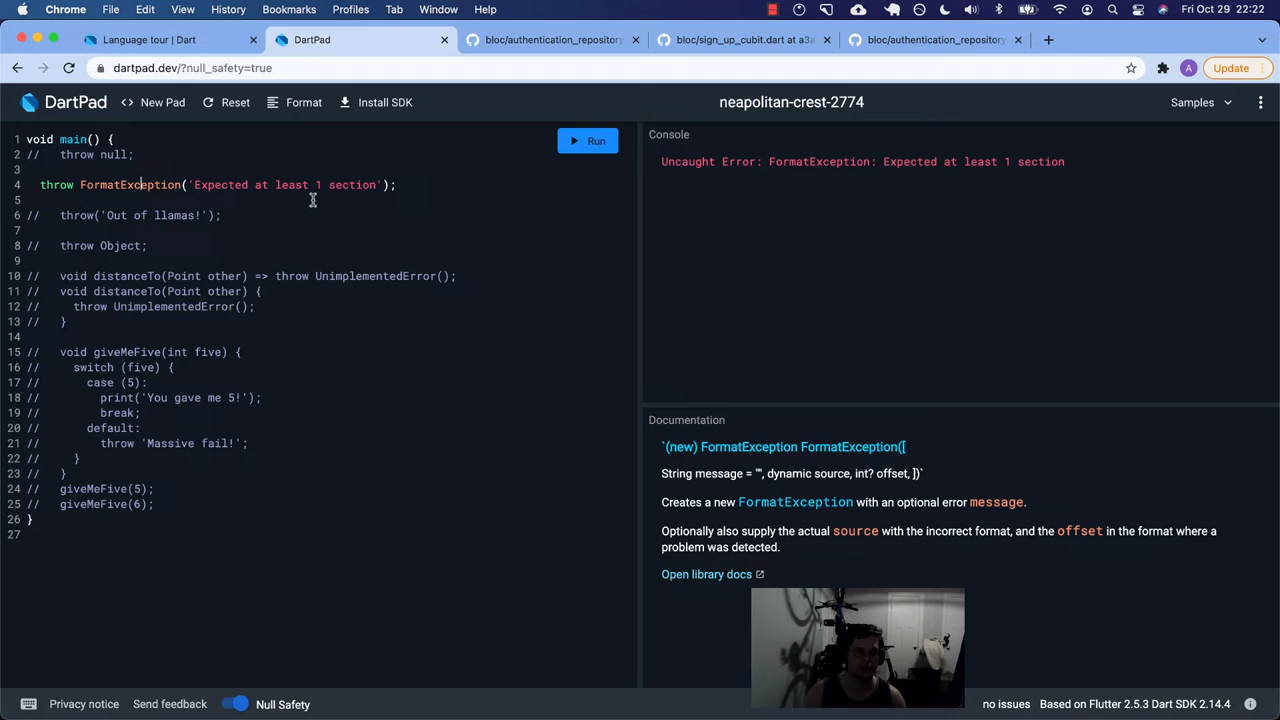 Chrome File Edit View History Bookmarks Profiles Tab Window Help Fri Oct 29 22:22
Language tour | Dart DartPad bloc/authentication_repository bloc/sign_up_cubit.dart at a3a bloc/authentication_repository
dartpad.dev/?null_safety=true A Update
DartPad <> New Pad Reset Format Install SDK neapolitan-crest-2774 Samples
1 void main() {
2 // throw null;
3
4 throw FormatException('Expected at least 1 section');
5
6 // throw('Out of llamas!');
7
8 // throw Object;
9
10 // void distanceTo(Point other) => throw UnimplementedError();
11 // void distanceTo(Point other) {
12 // throw UnimplementedError();
13 // }
14
15 // void giveMeFive(int five) {
16 // switch (five) {
17 // case (5):
18 // print('You gave me 5!');
19 // break;
20 // default:
21 // throw 'Massive fail!';
22 // }
23 // }
24 // giveMeFive(5);
25 // giveMeFive(6);
26 }
27
Run
Console
Uncaught Error: FormatException: Expected at least 1 section
Documentation
`(new) FormatException FormatException([
String message = "", dynamic source, int? offset, ])`
Creates a new FormatException with an optional error message.
Optionally also supply the actual source with the incorrect format, and the offset in the format where a
problem was detected.
Open library docs
Privacy notice Send feedback Null Safety no issues Based on Flutter 2.5.3 Dart SDK 2.14.4